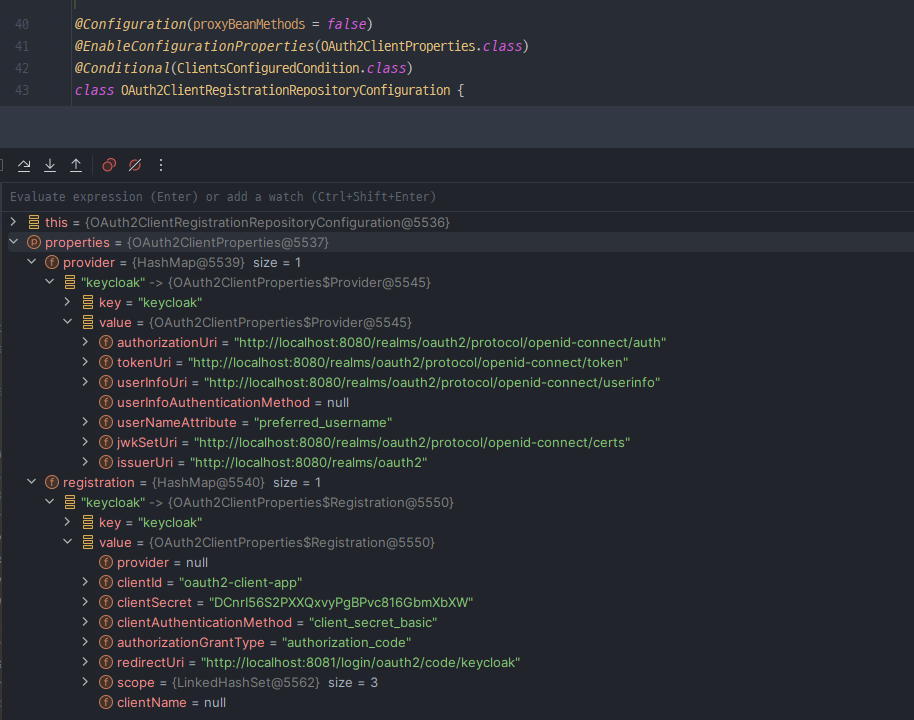 40 @Configuration(proxyBeanMethods = false)
41 @EnableConfigurationProperties(OAuth2ClientProperties.class)
42 @Conditional(ClientsConfiguredCondition.class)
43 class OAuth2ClientRegistrationRepositoryConfiguration {
Evaluate expression (Enter) or add a watch (Ctrl+Shift+Enter)
this = {OAuth2ClientRegistrationRepositoryConfiguration@5536}
properties = {OAuth2ClientProperties@5537}
provider = {HashMap@5539} size = 1
"keycloak" -> {OAuth2ClientProperties$Provider@5545}
key = "keycloak"
value = {OAuth2ClientProperties$Provider@5545}
authorizationUri = "http://localhost:8080/realms/oauth2/protocol/openid-connect/auth"
tokenUri = "http://localhost:8080/realms/oauth2/protocol/openid-connect/token"
userInfoUri = "http://localhost:8080/realms/oauth2/protocol/openid-connect/userinfo"
userInfoAuthenticationMethod = null
userNameAttribute = "preferred_username"
jwkSetUri = "http://localhost:8080/realms/oauth2/protocol/openid-connect/certs"
issuerUri = "http://localhost:8080/realms/oauth2"
registration = {HashMap@5540} size = 1
"keycloak" -> {OAuth2ClientProperties$Registration@5550}
key = "keycloak"
value = {OAuth2ClientProperties$Registration@5550}
provider = null
clientId = "oauth2-client-app"
clientSecret = "DCnrl56S2PXXQxvyPgBPvc816GbmXbXW"
clientAuthenticationMethod = "client_secret_basic"
authorizationGrantType = "authorization_code"
redirectUri = "http://localhost:8081/login/oauth2/code/keycloak"
scope = {LinkedHashSet@5562} size = 3
clientName = null